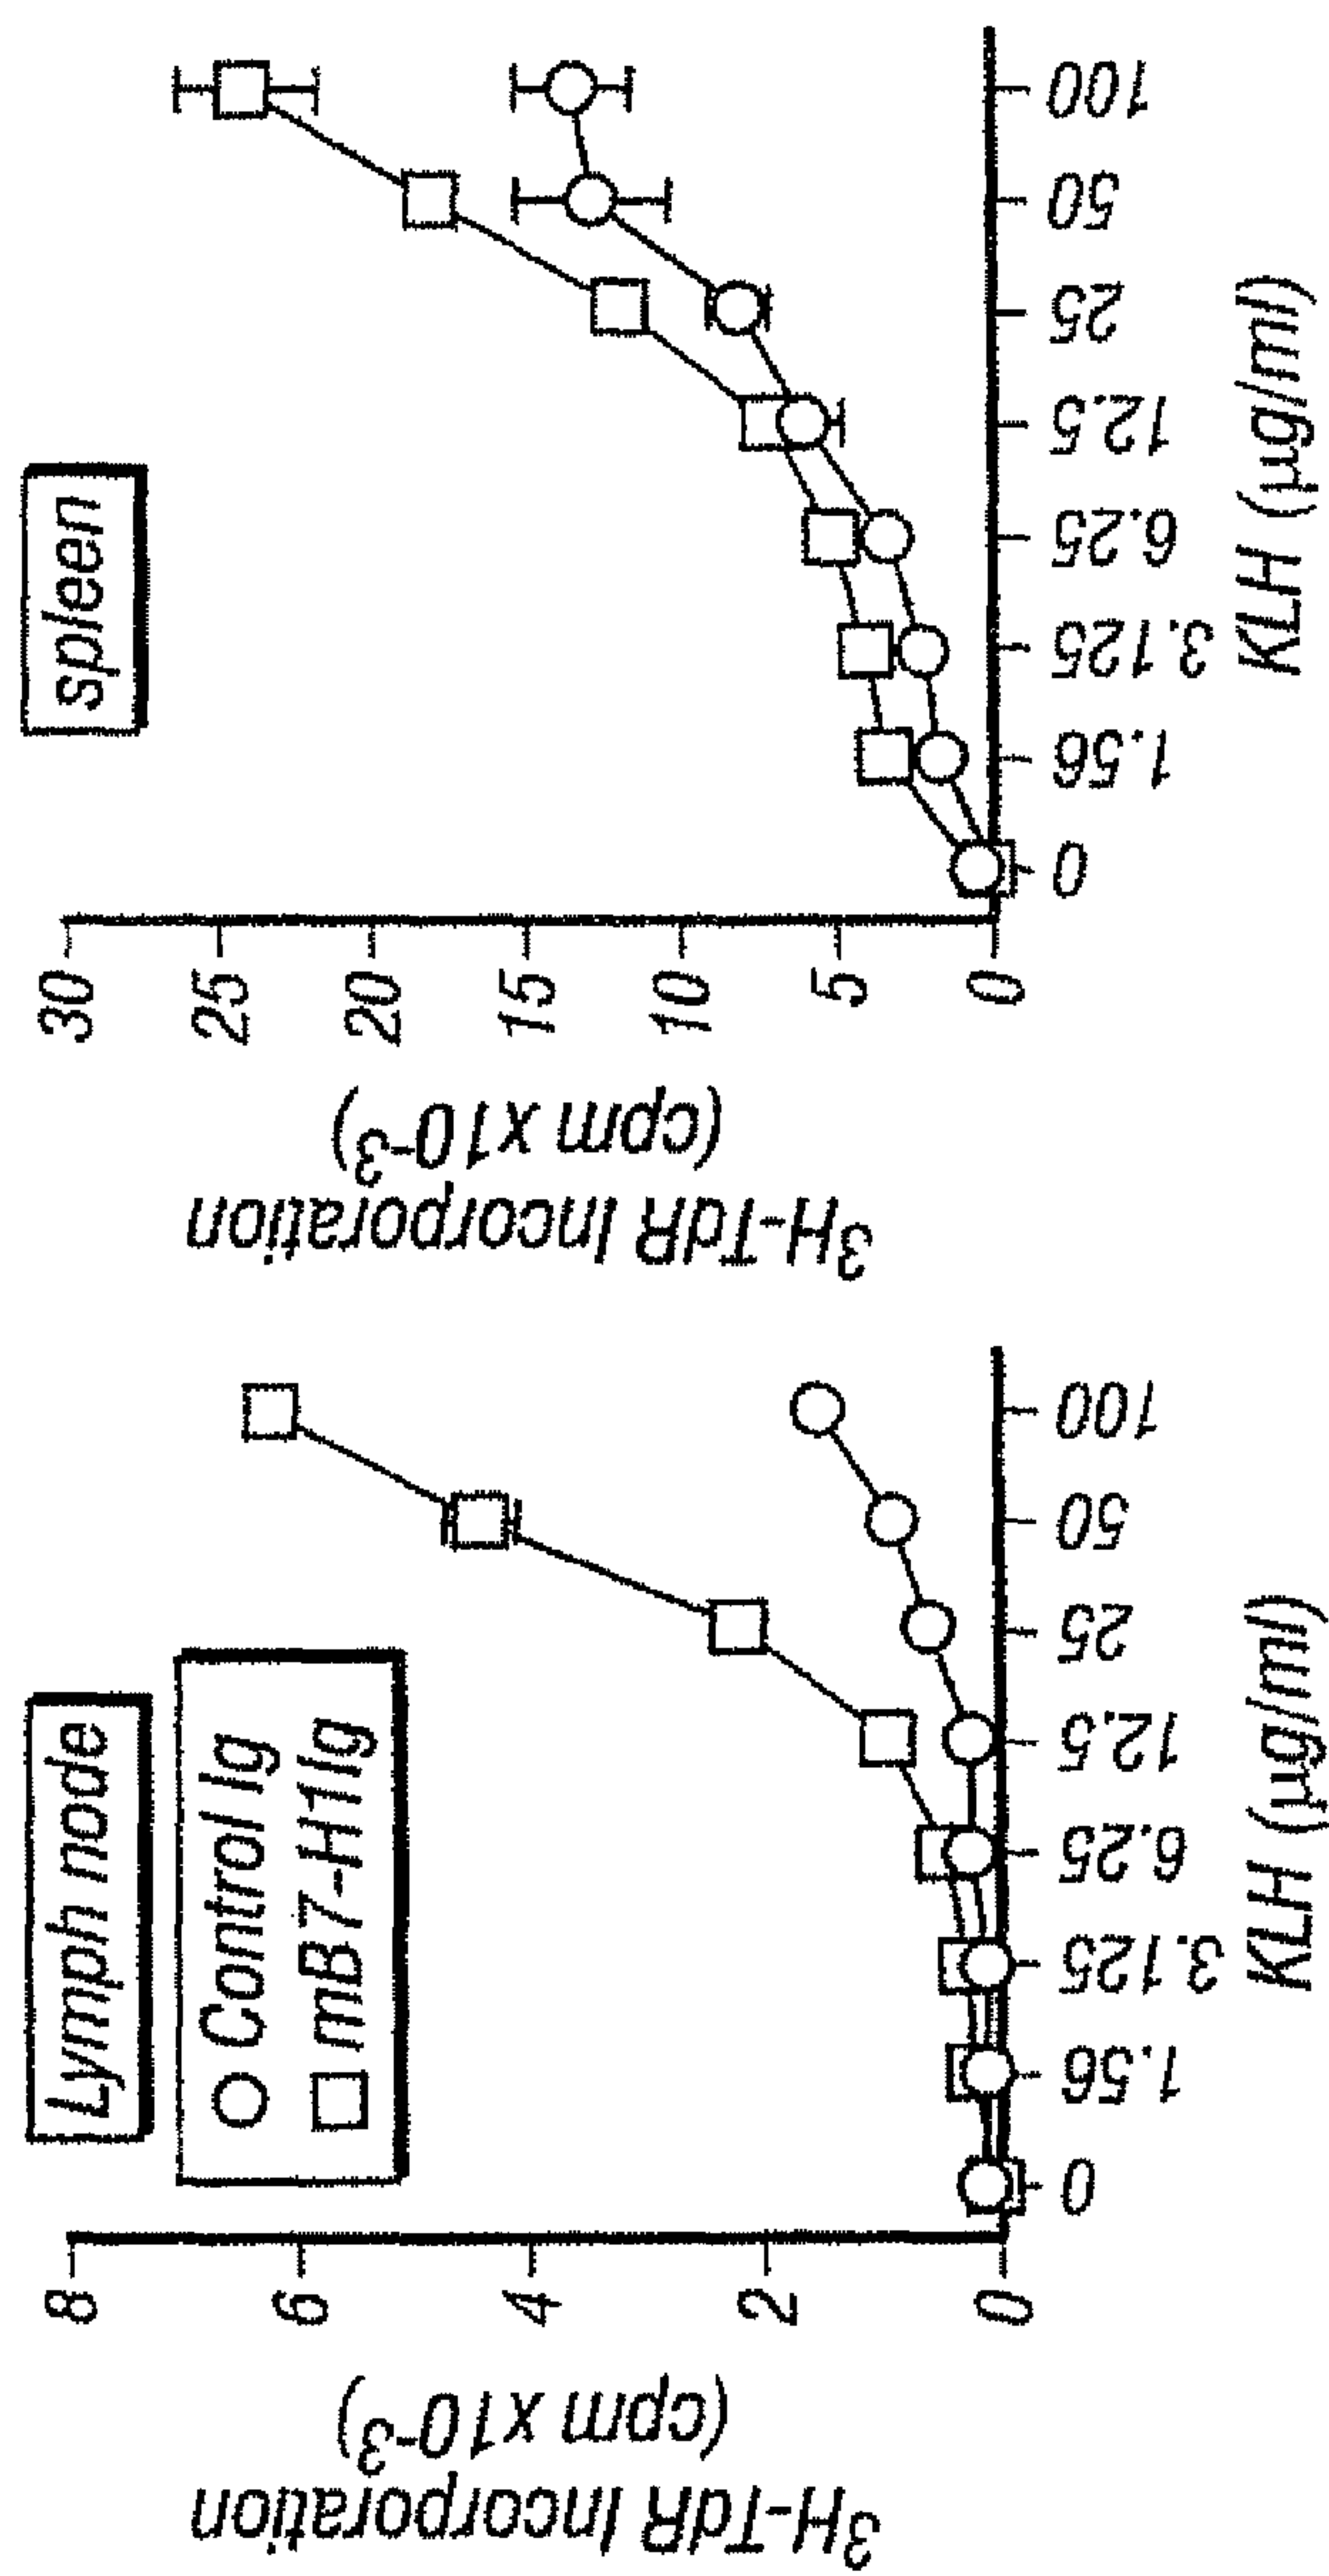 Lymph node
Control Ig
mB7-H1Ig
3H-TdR Incorporation
(cpm x10-3)
8
6
4
2
0
0
1.56
3.125
6.25
12.5
25
50
100
KLH (µg/ml)
spleen
3H-TdR Incorporation
(cpm x10-3)
30
25
20
15
10
5
0
0
1.56
3.125
6.25
12.5
25
50
100
KLH (µg/ml)